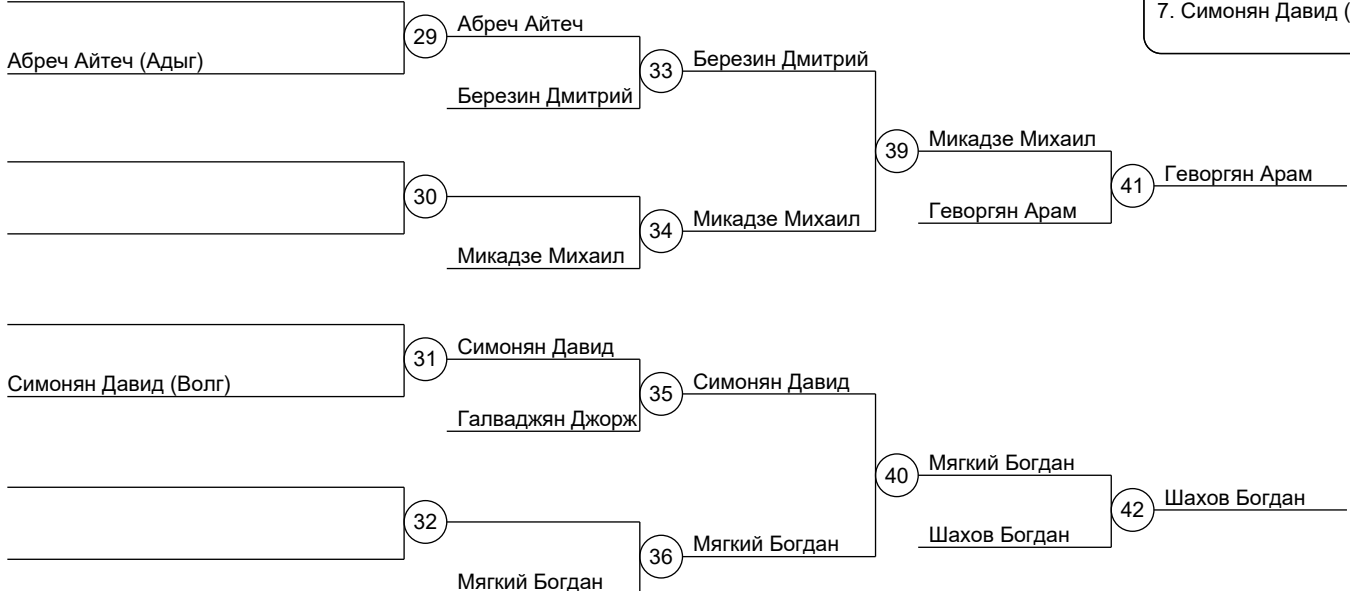 7. Симонян Давид (
29
Абреч Айтеч
Абреч Айтеч (Адыг)
33
Березин Дмитрий
Березин Дмитрий
39
Микадзе Михаил
41
Геворгян Арам
30
Геворгян Арам
34
Микадзе Михаил
Микадзе Михаил
31
Симонян Давид
Симонян Давид (Волг)
35
Симонян Давид
Галваджян Джорж
40
Мягкий Богдан
42
Шахов Богдан
32
Шахов Богдан
36
Мягкий Богдан
Мягкий Богдан